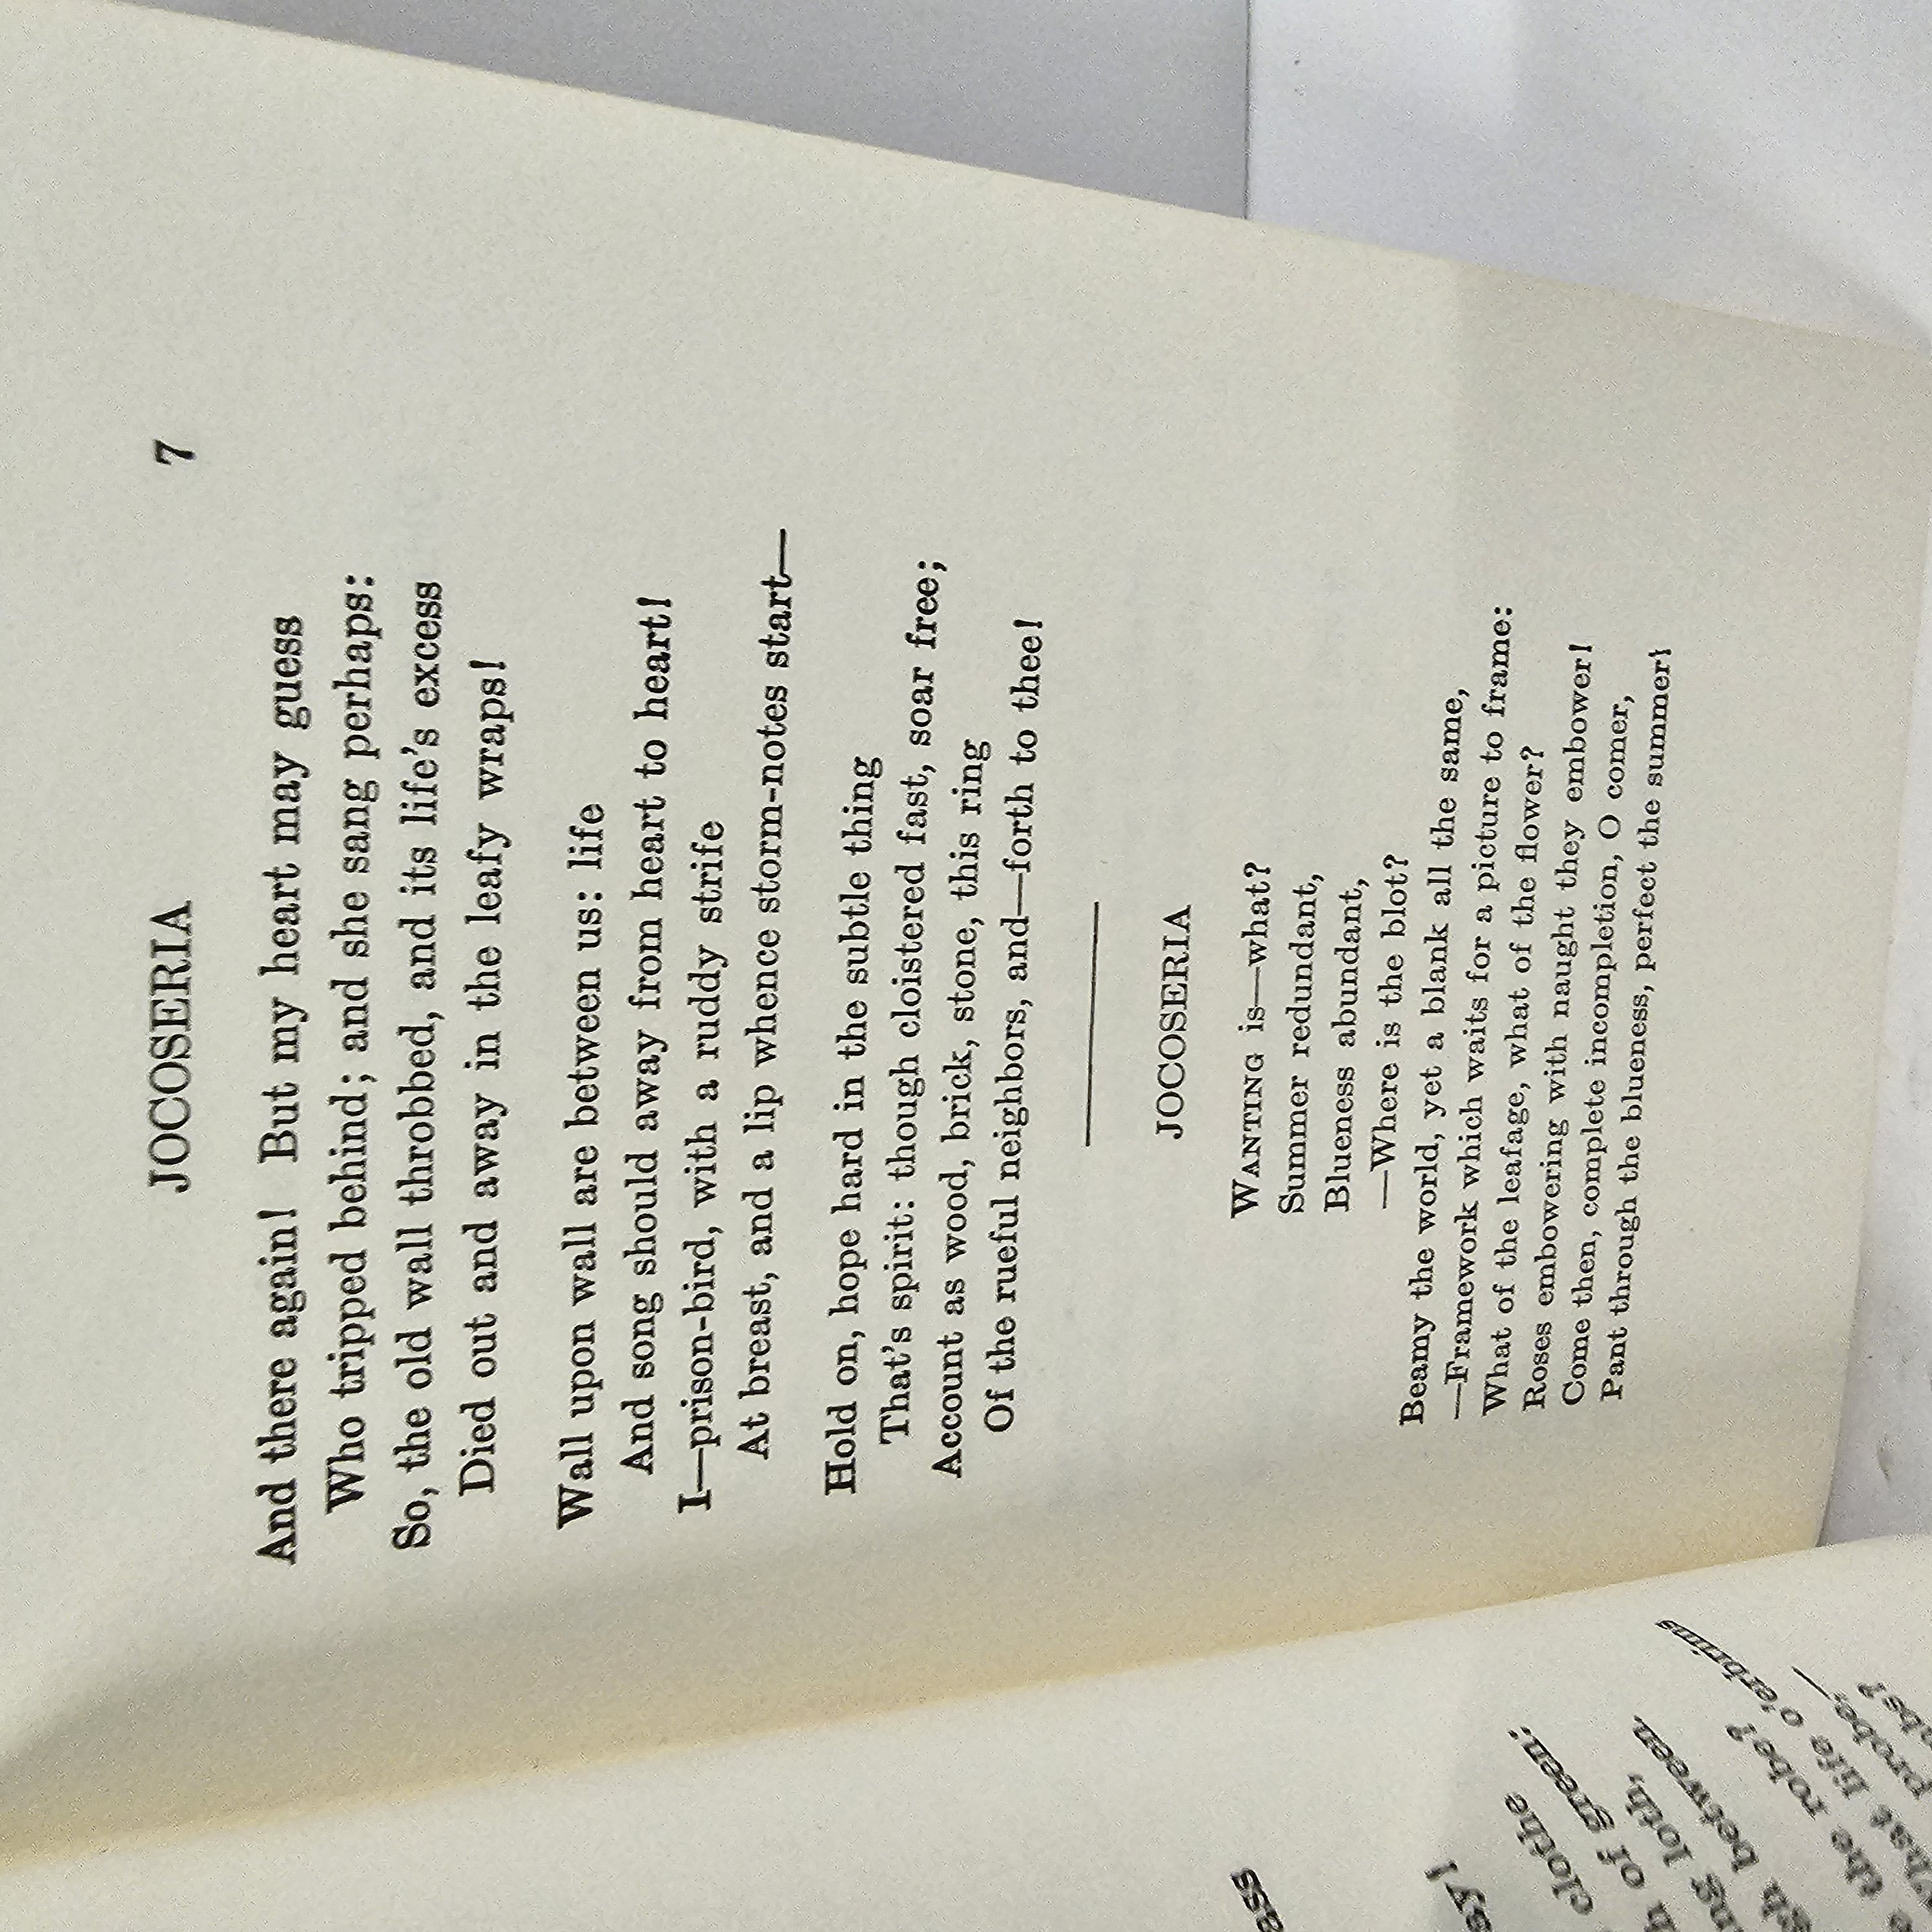 ass
ay!
clothe
h of green:
ng loth,
gh between
the robe?
What life o'erbrims
probe,—
JOCOSERIA 7
And there again! But my heart may guess
Who tripped behind; and she sang perhaps:
So, the old wall throbbed, and its life's excess
Died out and away in the leafy wraps!
Wall upon wall are between us: life
And song should away from heart to heart!
I—prison-bird, with a ruddy strife
At breast, and a lip whence storm-notes start—
Hold on, hope hard in the subtle thing
That's spirit: though cloistered fast, soar free;
Account as wood, brick, stone, this ring
Of the rueful neighbors, and—forth to thee!
JOCOSERIA
WANTING is—what?
Summer redundant,
Blueness abundant,
—Where is the blot?
Beamy the world, yet a blank all the same,
—Framework which waits for a picture to frame:
What of the leafage, what of the flower?
Roses embowering with naught they embower!
Come then, complete incompletion, O comer,
Pant through the blueness, perfect the summer!